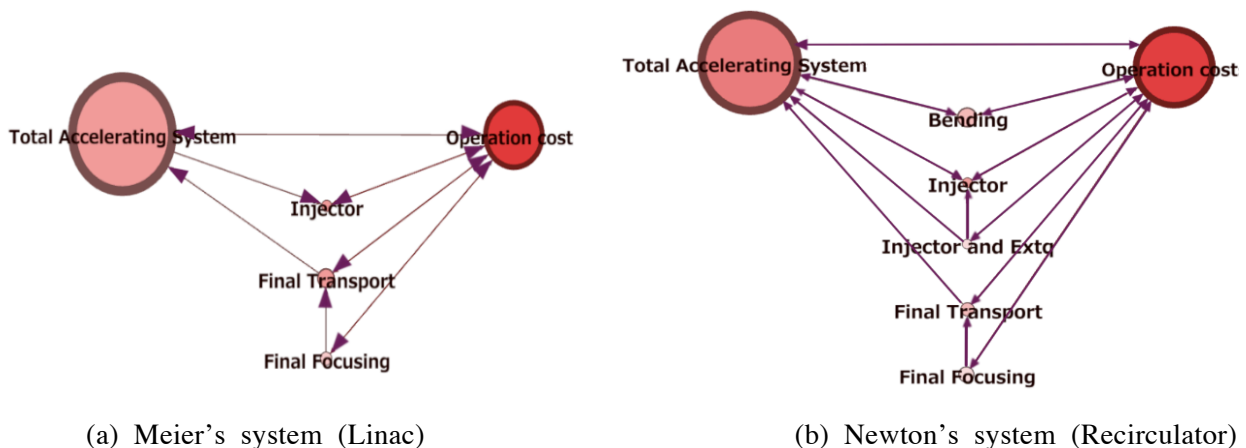 Total Accelerating System
Operation cost
Injector
Final Transport
Final Focusing
(a) Meier's system (Linac)
Total Accelerating System
Operation cost
Bending
Injector
Injector and Extq
Final Transport
Final Focusing
(b) Newton's system (Recirculator)